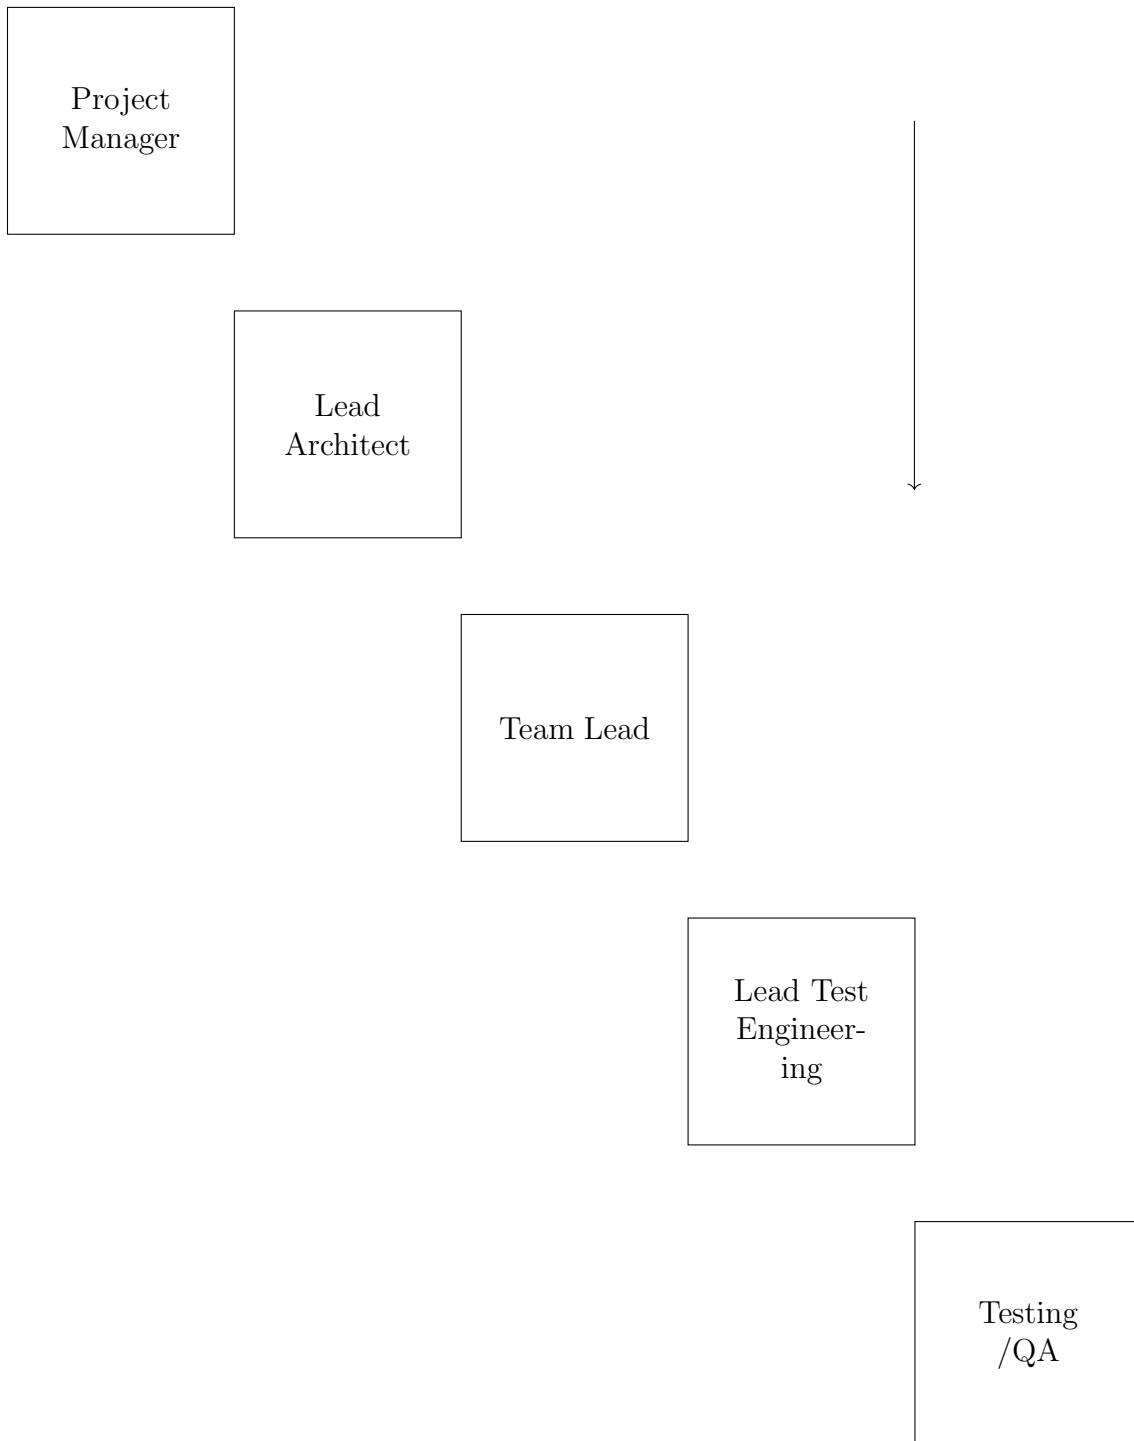 Project
Manager
Lead
Architect
Team Lead
Lead Test
Engineer-
ing
Testing
/QA